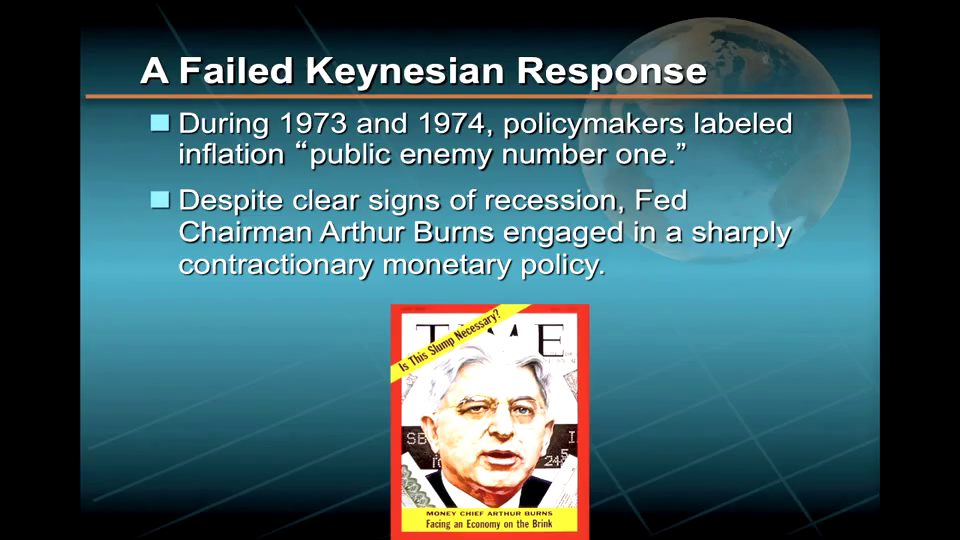 A Failed Keynesian Response
During 1973 and 1974, policymakers labeled
inflation “public enemy number one.”
Despite clear signs of recession, Fed
Chairman Arthur Burns engaged in a sharply
contractionary monetary policy.
Is This Slump Necessary?
TIME
SB
MONEY CHIEF ARTHUR BURNS
Facing an Economy on the Brink